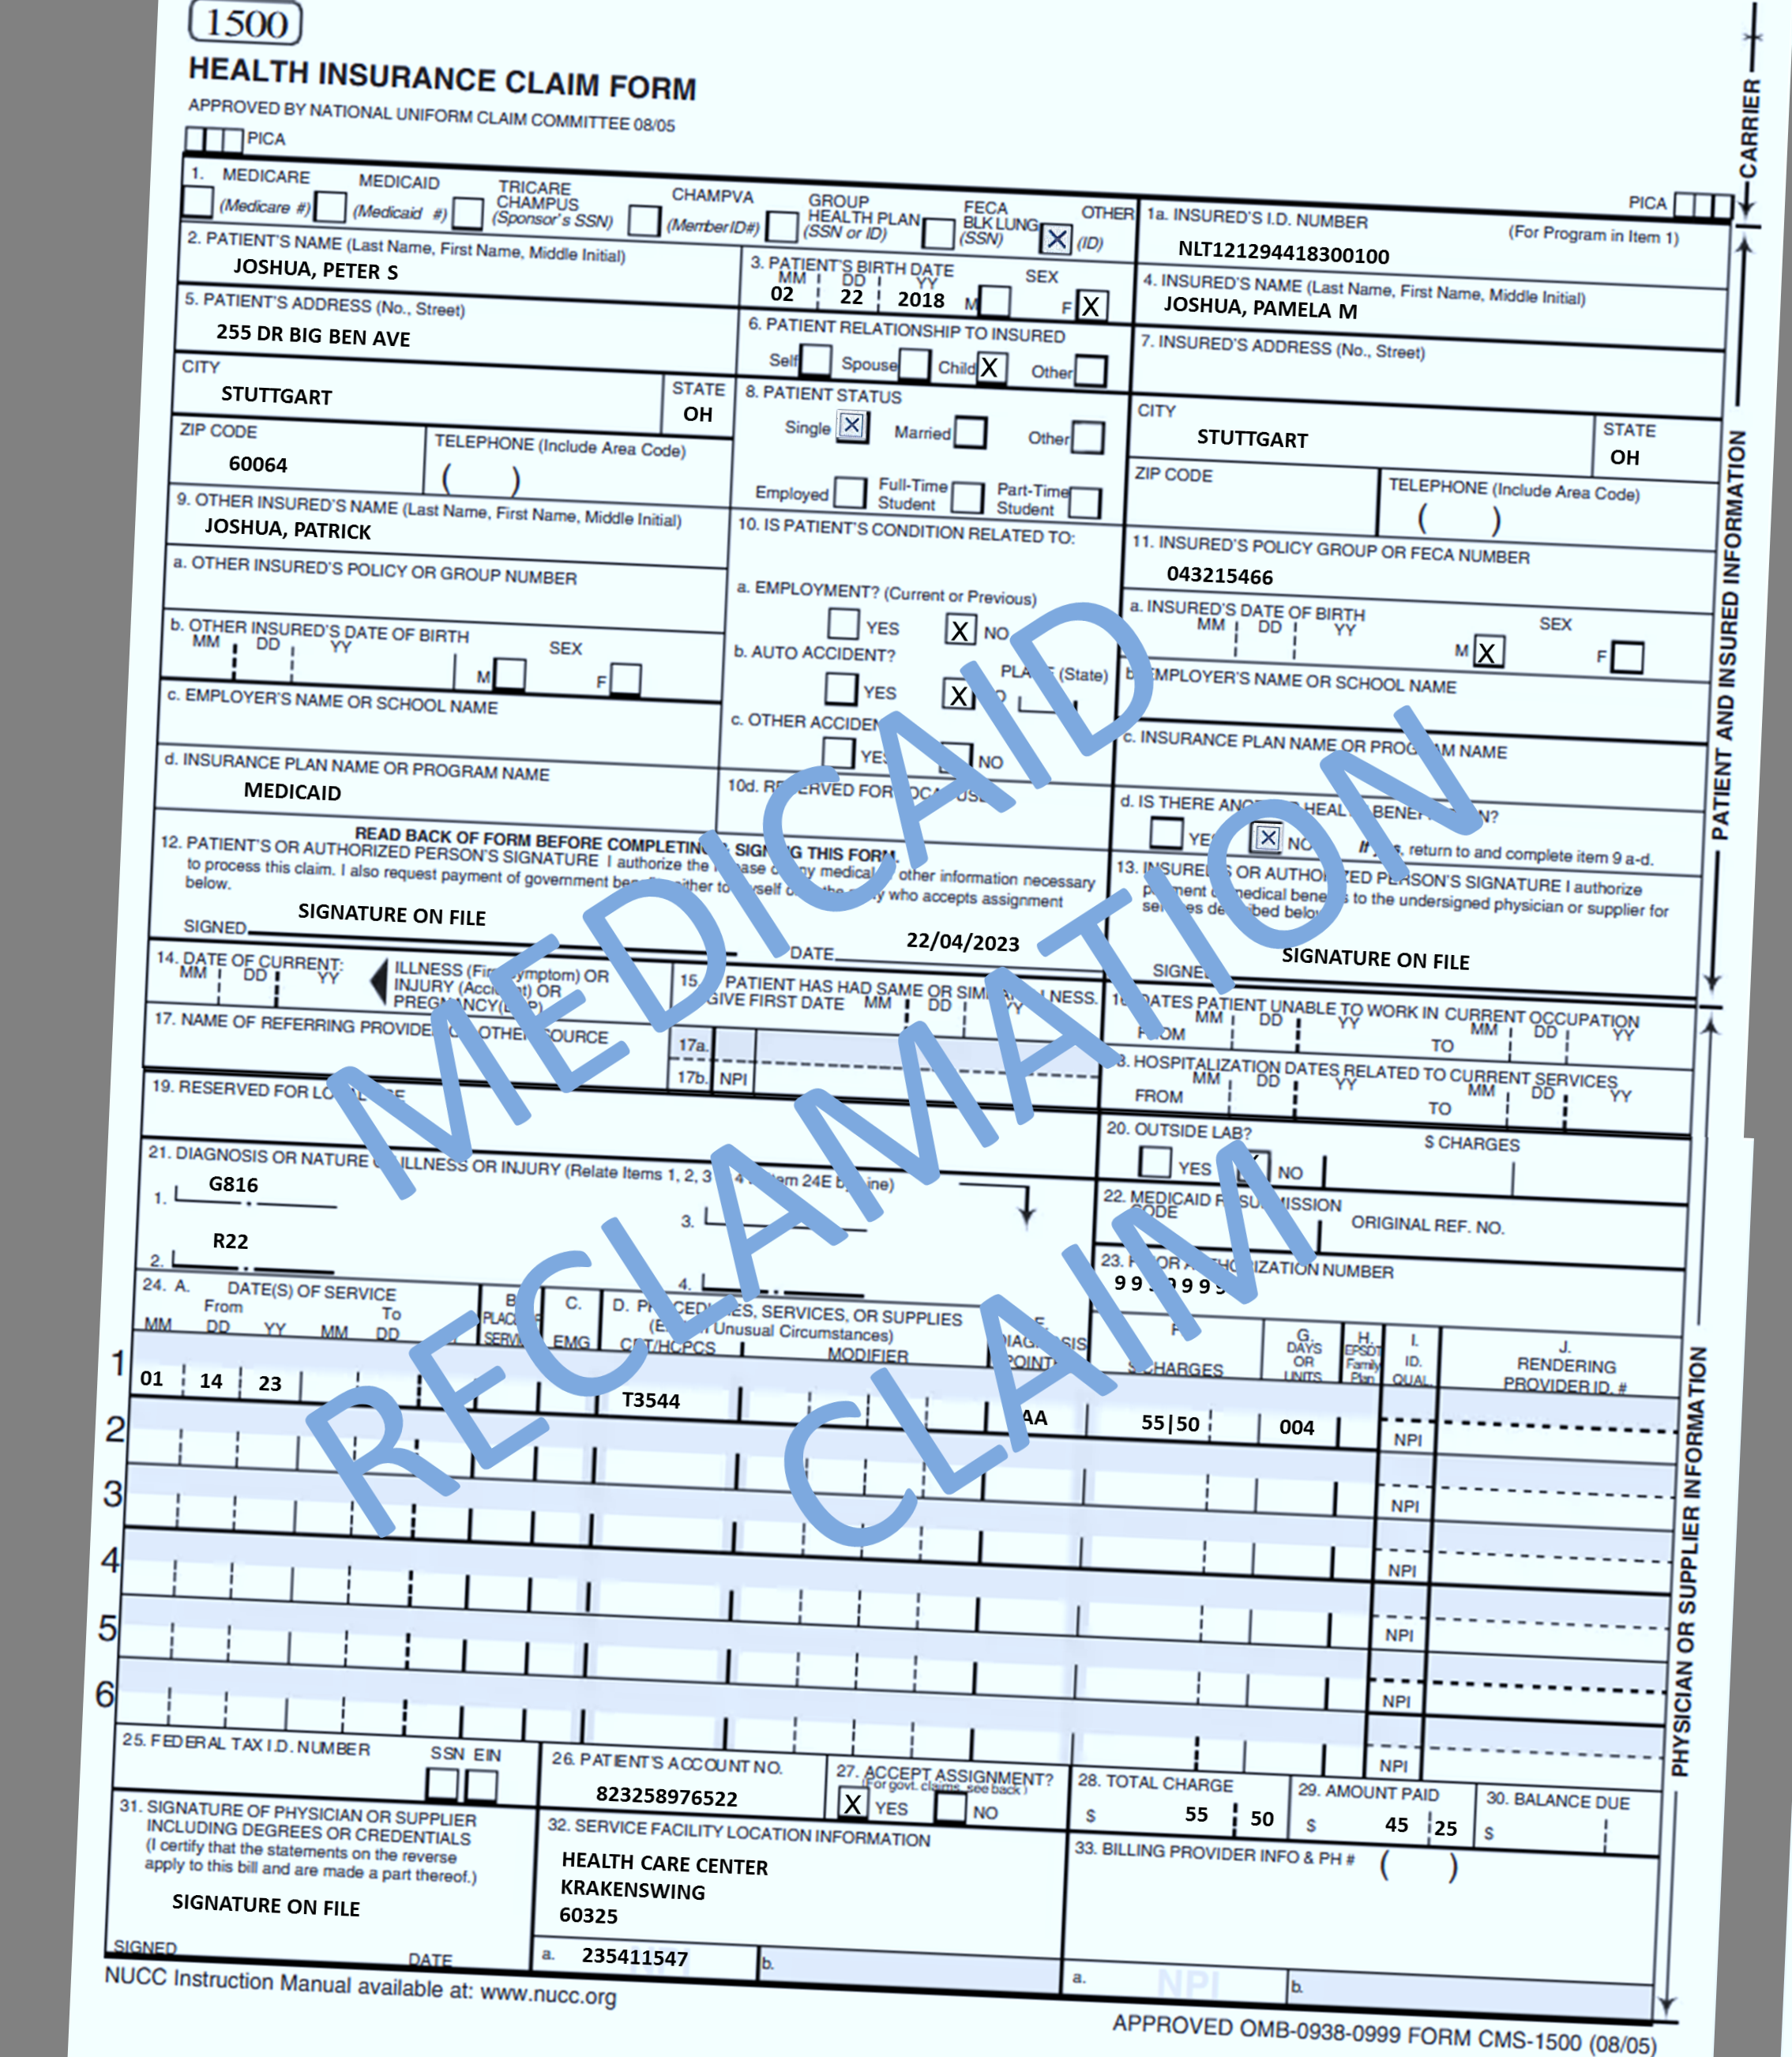 1500
HEALTH INSURANCE CLAIM FORM
APPROVED BY NATIONAL UNIFORM CLAIM COMMITTEE 08/05
PICA
PICA
CARRIER
1. MEDICARE MEDICAID TRICARE CHAMPUS CHAMPVA GROUP HEALTH PLAN FECA BLK LUNG OTHER
(Medicare #) (Medicaid #) (Sponsor's SSN) (Member ID#) (SSN or ID) (SSN) X (ID)
1a. INSURED'S I.D. NUMBER (For Program in Item 1)
NLT121294418300100
2. PATIENT'S NAME (Last Name, First Name, Middle Initial)
JOSHUA, PETER S
3. PATIENT'S BIRTH DATE SEX
MM DD YY
02 22 2018 M F X
4. INSURED'S NAME (Last Name, First Name, Middle Initial)
JOSHUA, PAMELA M
5. PATIENT'S ADDRESS (No., Street)
255 DR BIG BEN AVE
6. PATIENT RELATIONSHIP TO INSURED
Self Spouse Child X Other
7. INSURED'S ADDRESS (No., Street)
CITY STATE
STUTTGART OH
8. PATIENT STATUS
Single X Married Other
Employed Full-Time Student Part-Time Student
CITY STATE
STUTTGART OH
ZIP CODE TELEPHONE (Include Area Code)
60064 ( )
ZIP CODE TELEPHONE (Include Area Code)
( )
9. OTHER INSURED'S NAME (Last Name, First Name, Middle Initial)
JOSHUA, PATRICK
10. IS PATIENT'S CONDITION RELATED TO:
11. INSURED'S POLICY GROUP OR FECA NUMBER
043215466
a. OTHER INSURED'S POLICY OR GROUP NUMBER
a. EMPLOYMENT? (Current or Previous)
YES X NO
a. INSURED'S DATE OF BIRTH SEX
MM DD YY M X F
b. OTHER INSURED'S DATE OF BIRTH SEX
MM DD YY M F
b. AUTO ACCIDENT? PLACE (State)
YES X NO
b. EMPLOYER'S NAME OR SCHOOL NAME
c. EMPLOYER'S NAME OR SCHOOL NAME
c. OTHER ACCIDENT
YES NO
c. INSURANCE PLAN NAME OR PROGRAM NAME
d. INSURANCE PLAN NAME OR PROGRAM NAME
MEDICAID
10d. RESERVED FOR LOCAL USE
d. IS THERE ANOTHER HEALTH BENEFIT PLAN?
YES X NO If yes, return to and complete item 9 a-d.
READ BACK OF FORM BEFORE COMPLETING & SIGNING THIS FORM.
12. PATIENT'S OR AUTHORIZED PERSON'S SIGNATURE I authorize the release of any medical or other information necessary
to process this claim. I also request payment of government benefits either to myself or to the party who accepts assignment
below.
SIGNATURE ON FILE 22/04/2023
SIGNED DATE
13. INSURED'S OR AUTHORIZED PERSON'S SIGNATURE I authorize
payment of medical benefits to the undersigned physician or supplier for
services described below.
SIGNATURE ON FILE
SIGNED
PATIENT AND INSURED INFORMATION
14. DATE OF CURRENT:
MM DD YY
ILLNESS (First symptom) OR
INJURY (Accident) OR
PREGNANCY(LMP)
15. PATIENT HAS HAD SAME OR SIMILAR ILLNESS.
GIVE FIRST DATE MM DD YY
16. DATES PATIENT UNABLE TO WORK IN CURRENT OCCUPATION
MM DD YY MM DD YY
FROM TO
17. NAME OF REFERRING PROVIDER OR OTHER SOURCE
17a.
17b. NPI
18. HOSPITALIZATION DATES RELATED TO CURRENT SERVICES
MM DD YY MM DD YY
FROM TO
19. RESERVED FOR LOCAL USE
20. OUTSIDE LAB? $ CHARGES
YES NO
21. DIAGNOSIS OR NATURE OF ILLNESS OR INJURY (Relate Items 1, 2, 3 or 4 to Item 24E by Line)
1. G816
3.
2. R22
4.
22. MEDICAID RESUBMISSION
CODE ORIGINAL REF. NO.
23. PRIOR AUTHORIZATION NUMBER
24. A. DATE(S) OF SERVICE
From To
MM DD YY MM DD
B. PLACE OF SERVICE
C. EMG
D. PROCEDURES, SERVICES, OR SUPPLIES
(Explain Unusual Circumstances)
CPT/HCPCS MODIFIER
E. DIAGNOSIS POINTER
F. $ CHARGES
G. DAYS OR UNITS
H. EPSDT Family Plan
I. ID. QUAL
J. RENDERING PROVIDER ID. #
1 01 14 23 T3544 AA 55|50 004 NPI
2 NPI
3 NPI
4 NPI
5 NPI
6 NPI
25. FEDERAL TAX I.D. NUMBER SSN EIN
26. PATIENT'S ACCOUNT NO.
823258976522
27. ACCEPT ASSIGNMENT?
(For govt. claims, see back)
X YES NO
28. TOTAL CHARGE
$ 55 50
29. AMOUNT PAID
$ 45 25
30. BALANCE DUE
$
31. SIGNATURE OF PHYSICIAN OR SUPPLIER
INCLUDING DEGREES OR CREDENTIALS
(I certify that the statements on the reverse
apply to this bill and are made a part thereof.)
SIGNATURE ON FILE
SIGNED DATE
32. SERVICE FACILITY LOCATION INFORMATION
HEALTH CARE CENTER
KRAKENSWING
60325
a. 235411547 b.
33. BILLING PROVIDER INFO & PH # ( )
a. NPI b.
PHYSICIAN OR SUPPLIER INFORMATION
NUCC Instruction Manual available at: www.nucc.org
APPROVED OMB-0938-0999 FORM CMS-1500 (08/05)
MEDICAID
RECLAMATION
CLAIM